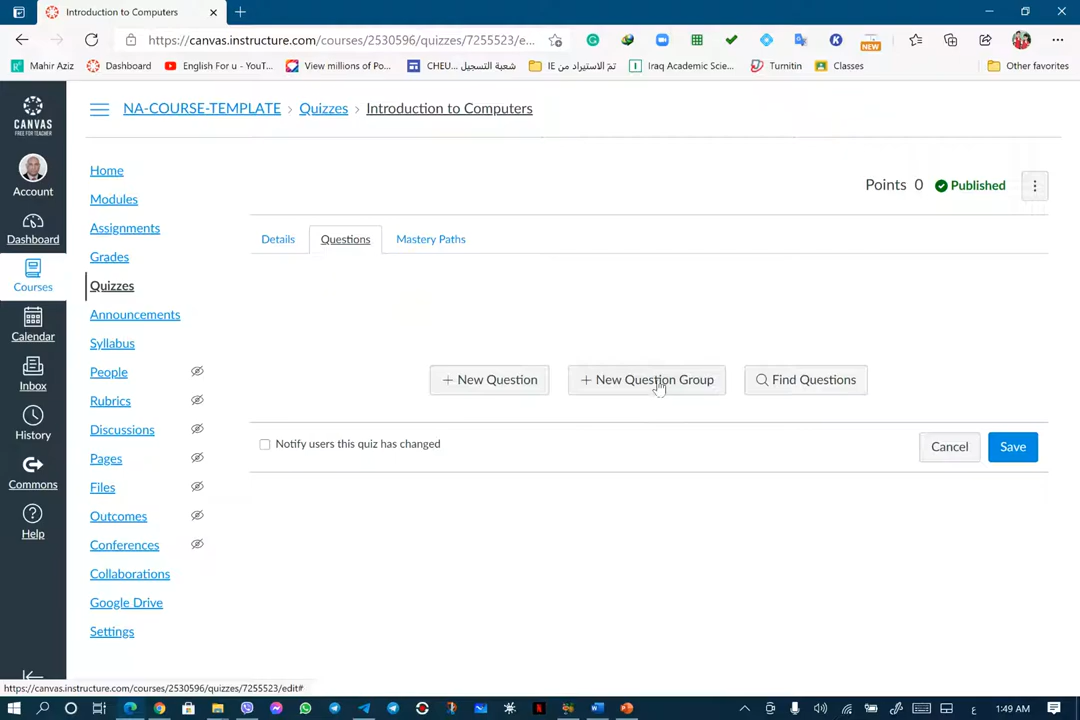 Introduction to Computers
https://canvas.instructure.com/courses/2530596/quizzes/7255523/e...
NEW
Mahir Aziz
Dashboard
English For u - YouT...
View millions of Po...
شعبة التسجيل CHEU...
تمّ الاستيراد من IE
Iraq Academic Scie...
Turnitin
Classes
Other favorites
CANVAS
FREE FOR TEACHER
Account
Dashboard
Courses
Calendar
Inbox
History
Commons
Help
NA-COURSE-TEMPLATE > Quizzes > Introduction to Computers
Home
Modules
Assignments
Grades
Quizzes
Announcements
Syllabus
People
Rubrics
Discussions
Pages
Files
Outcomes
Conferences
Collaborations
Google Drive
Settings
Points 0 Published
Details Questions Mastery Paths
+ New Question + New Question Group Find Questions
Notify users this quiz has changed
Cancel Save
https://canvas.instructure.com/courses/2530596/quizzes/7255523/edit#
ع 1:49 AM